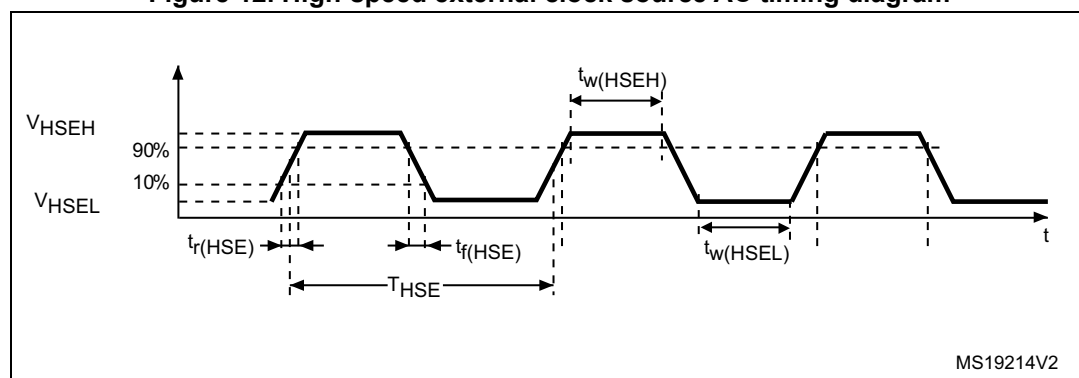 Figure 12. High-speed external clock source AC timing diagram
tw(HSEH)
VHSEH
90%
10%
VHSEL
tr(HSE)
tf(HSE)
tw(HSEL)
t
THSE
MS19214V2